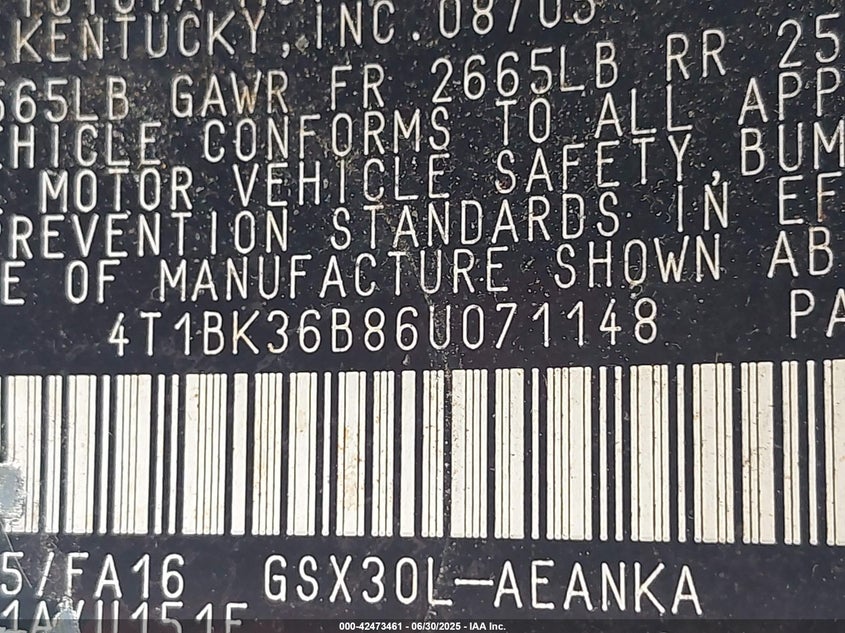 KENTUCKY, INC. 08/05
665LB GAWR FR 2665LB RR 25
EHICLE CONFORMS TO ALL APP
MOTOR VEHICLE SAFETY, BUM
PREVENTION STANDARDS IN EF
E OF MANUFACTURE SHOWN AB
4T1BK36B86U071148 PA
5/FA16 GSX30L-AEANKA
000-42473461 - 06/30/2025 - IAA Inc.